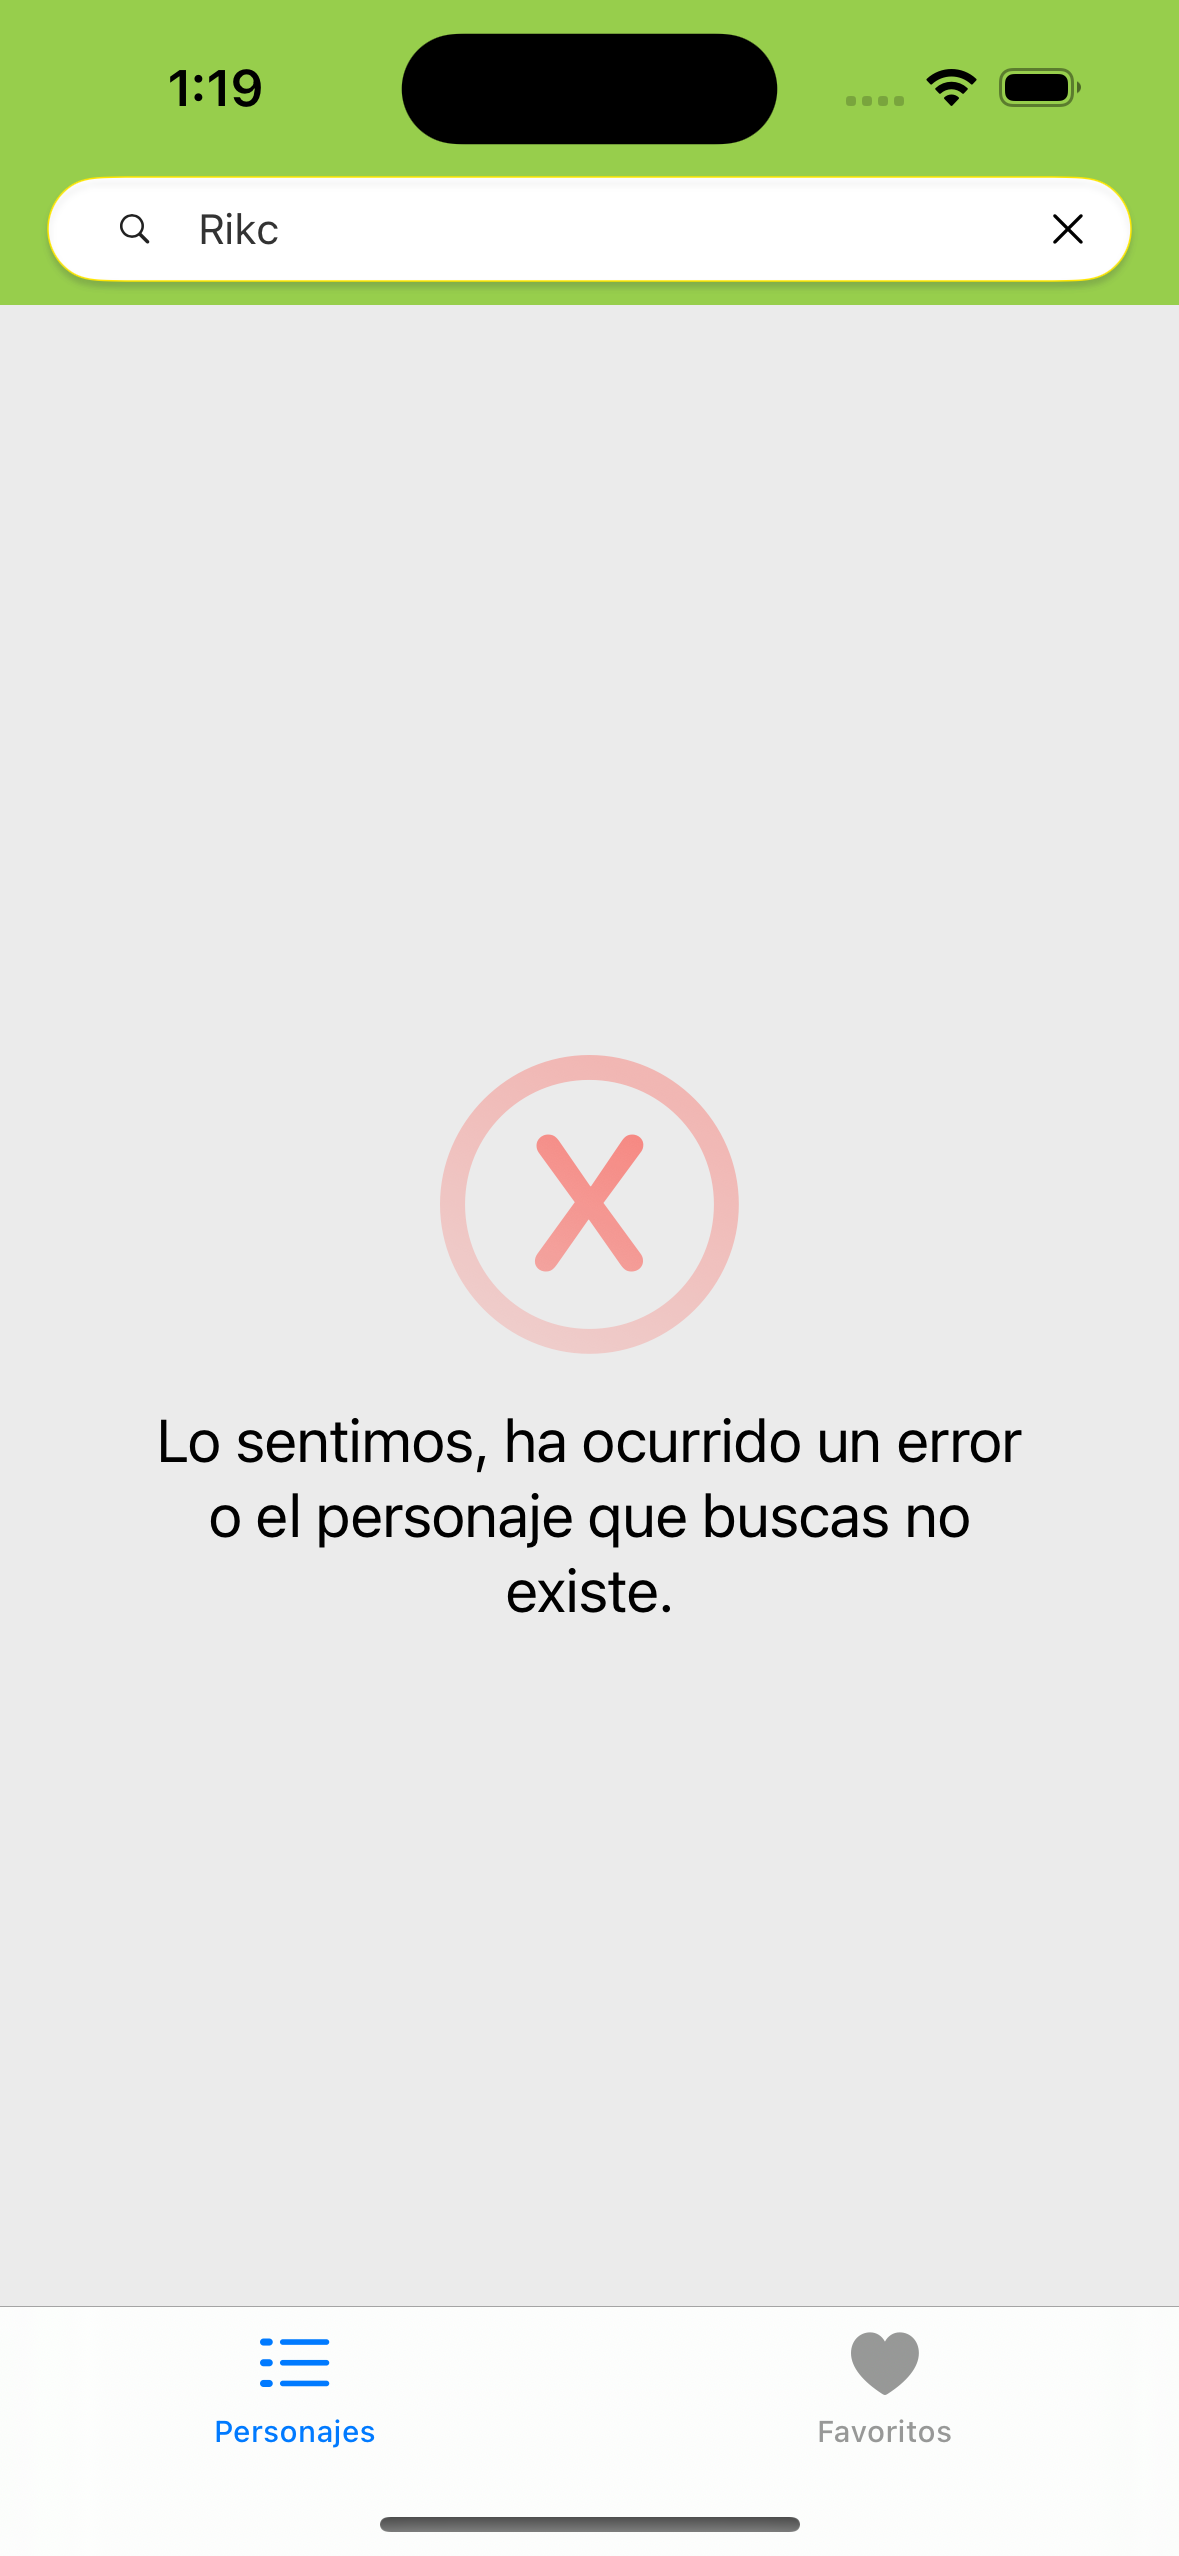 1:19
Rikc
Lo sentimos, ha ocurrido un error
o el personaje que buscas no
existe.
Personajes
Favoritos